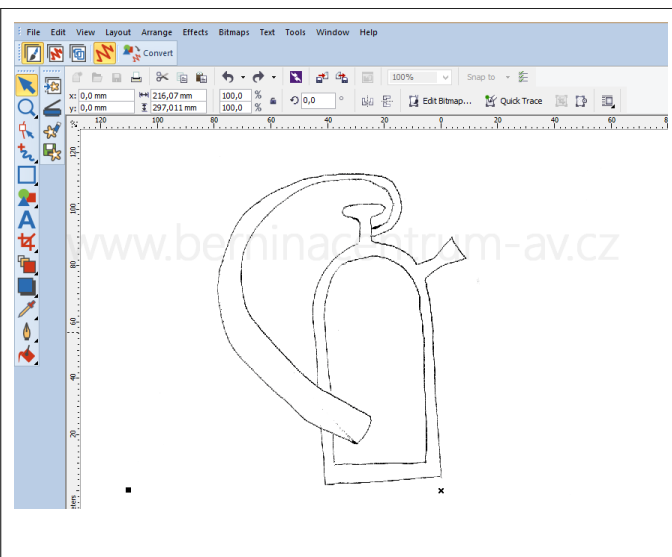 File Edit View Layout Arrange Effects Bitmaps Text Tools Window Help
Convert
100% Snap to
x: 0,0 mm 216,07 mm 100,0 % 0,0 ° Edit Bitmap... Quick Trace
y: 0,0 mm 297,011 mm 100,0 %
120 100 80 60 40 20 0 20 40 60 8
120
100
80
60
40
20
eters
www.berninacentrum-av.cz